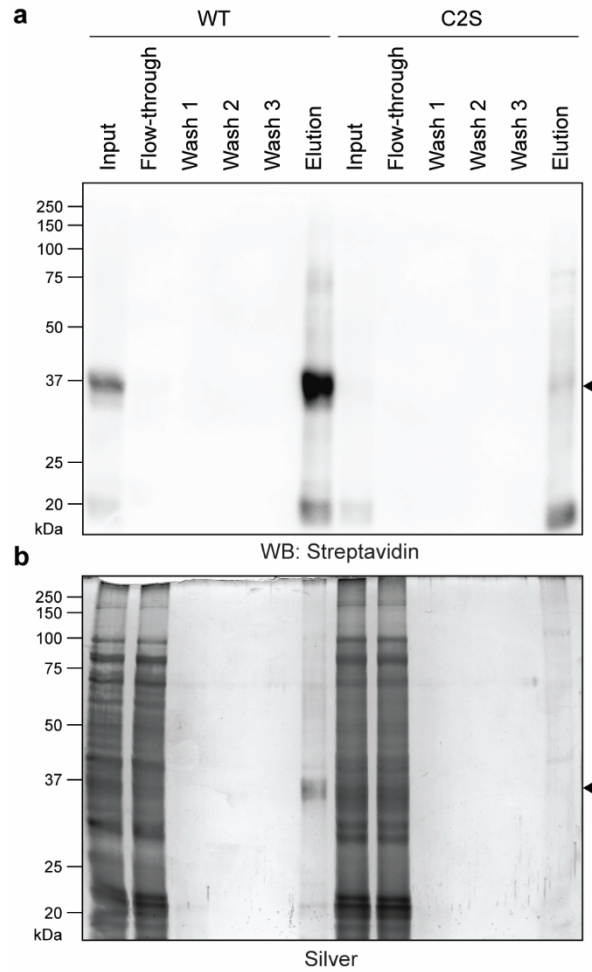 a
WT C2S
Input Flow-through Wash 1 Wash 2 Wash 3 Elution Input Flow-through Wash 1 Wash 2 Wash 3 Elution
250
150
100
75
50
37
25
20
kDa
WB: Streptavidin
b
250
150
100
75
50
37
25
20
kDa
Silver